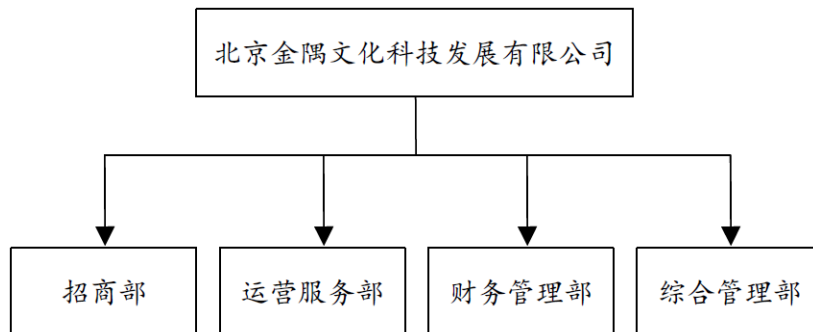 北京金隅文化科技发展有限公司
招商部
运营服务部
财务管理部
综合管理部